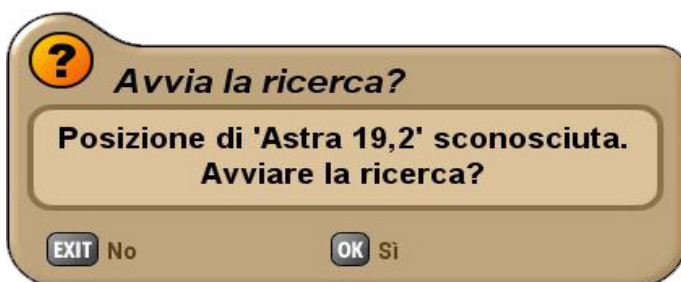 ?
Avvia la ricerca?
Posizione di 'Astra 19,2' sconosciuta.
Avviare la ricerca?
EXIT No OK Sì